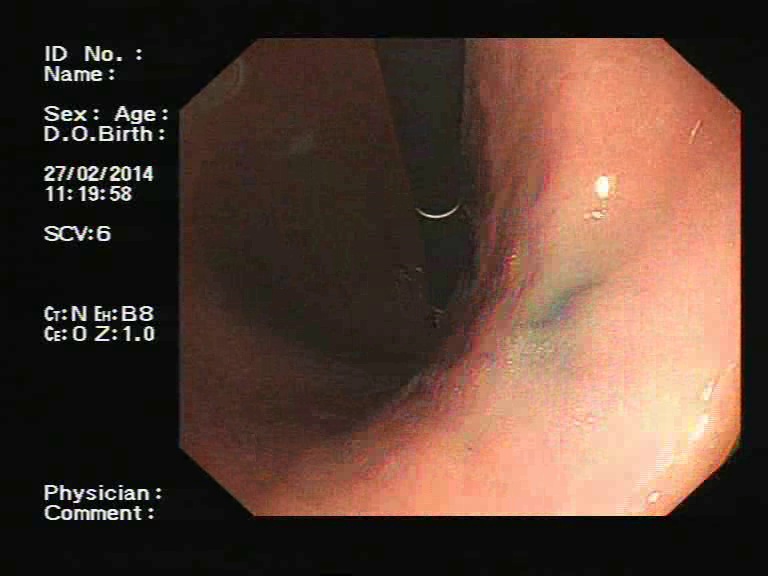 ID No. :
Name:
Sex: Age:
D.O.Birth:
27/02/2014
11:19:58
SCV:6
CT:N EH:B8
CE:0 Z:1.0
Physician:
Comment: